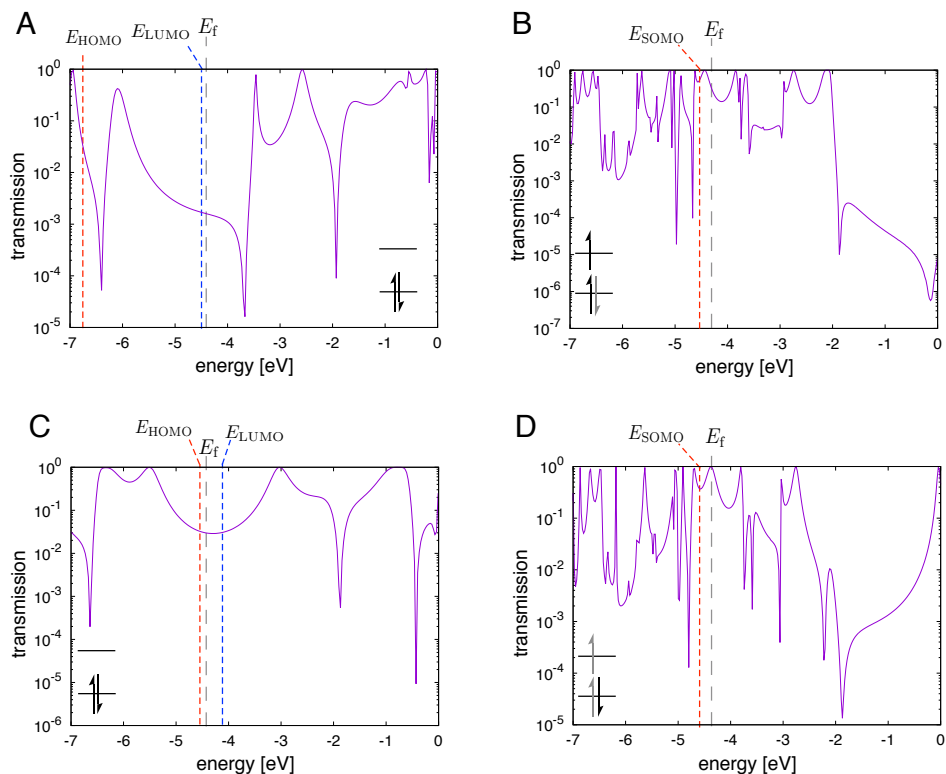 A
E_HOMO
E_LUMO
E_f
10^0
10^-1
10^-2
10^-3
10^-4
10^-5
transmission
-7 -6 -5 -4 -3 -2 -1 0
energy [eV]
B
E_SOMO
E_f
10^0
10^-1
10^-2
10^-3
10^-4
10^-5
10^-6
10^-7
transmission
-7 -6 -5 -4 -3 -2 -1 0
energy [eV]
C
E_HOMO
E_f
E_LUMO
10^0
10^-1
10^-2
10^-3
10^-4
10^-5
10^-6
transmission
-7 -6 -5 -4 -3 -2 -1 0
energy [eV]
D
E_SOMO
E_f
10^0
10^-1
10^-2
10^-3
10^-4
10^-5
transmission
-7 -6 -5 -4 -3 -2 -1 0
energy [eV]